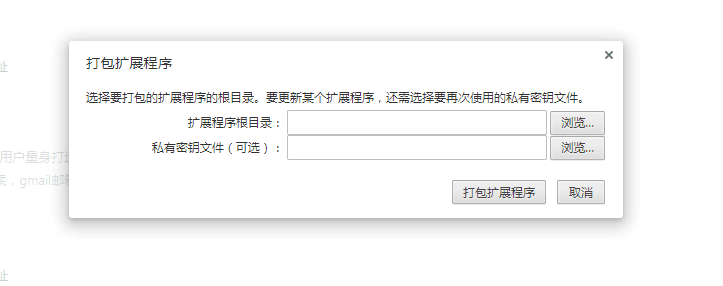 打包扩展程序
选择要打包的扩展程序的根目录。要更新某个扩展程序，还需选择要再次使用的私有密钥文件。
扩展程序根目录：
浏览...
私有密钥文件（可选）：
浏览...
打包扩展程序
取消
址
用户量身打造
索，gmail邮箱
址